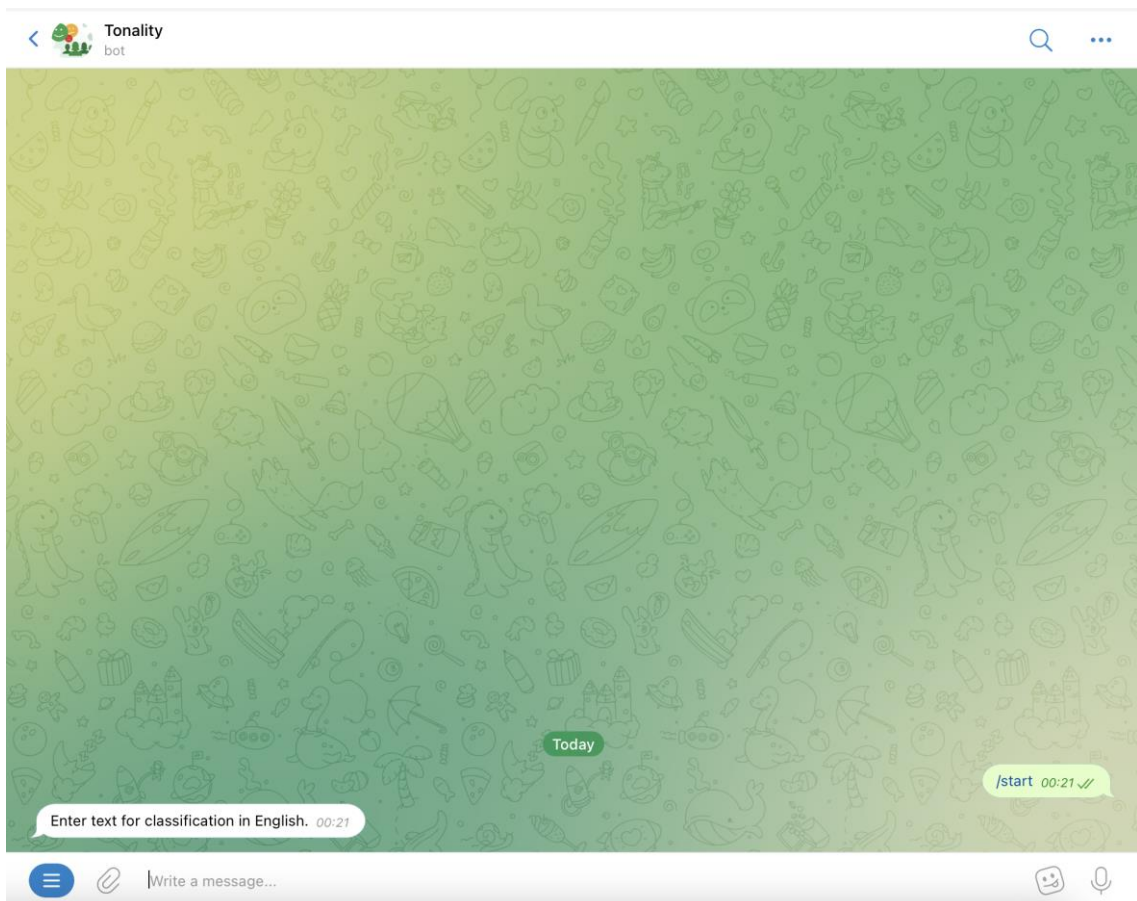 Tonality
bot
Today
/start 00:21
Enter text for classification in English. 00:21
Write a message...